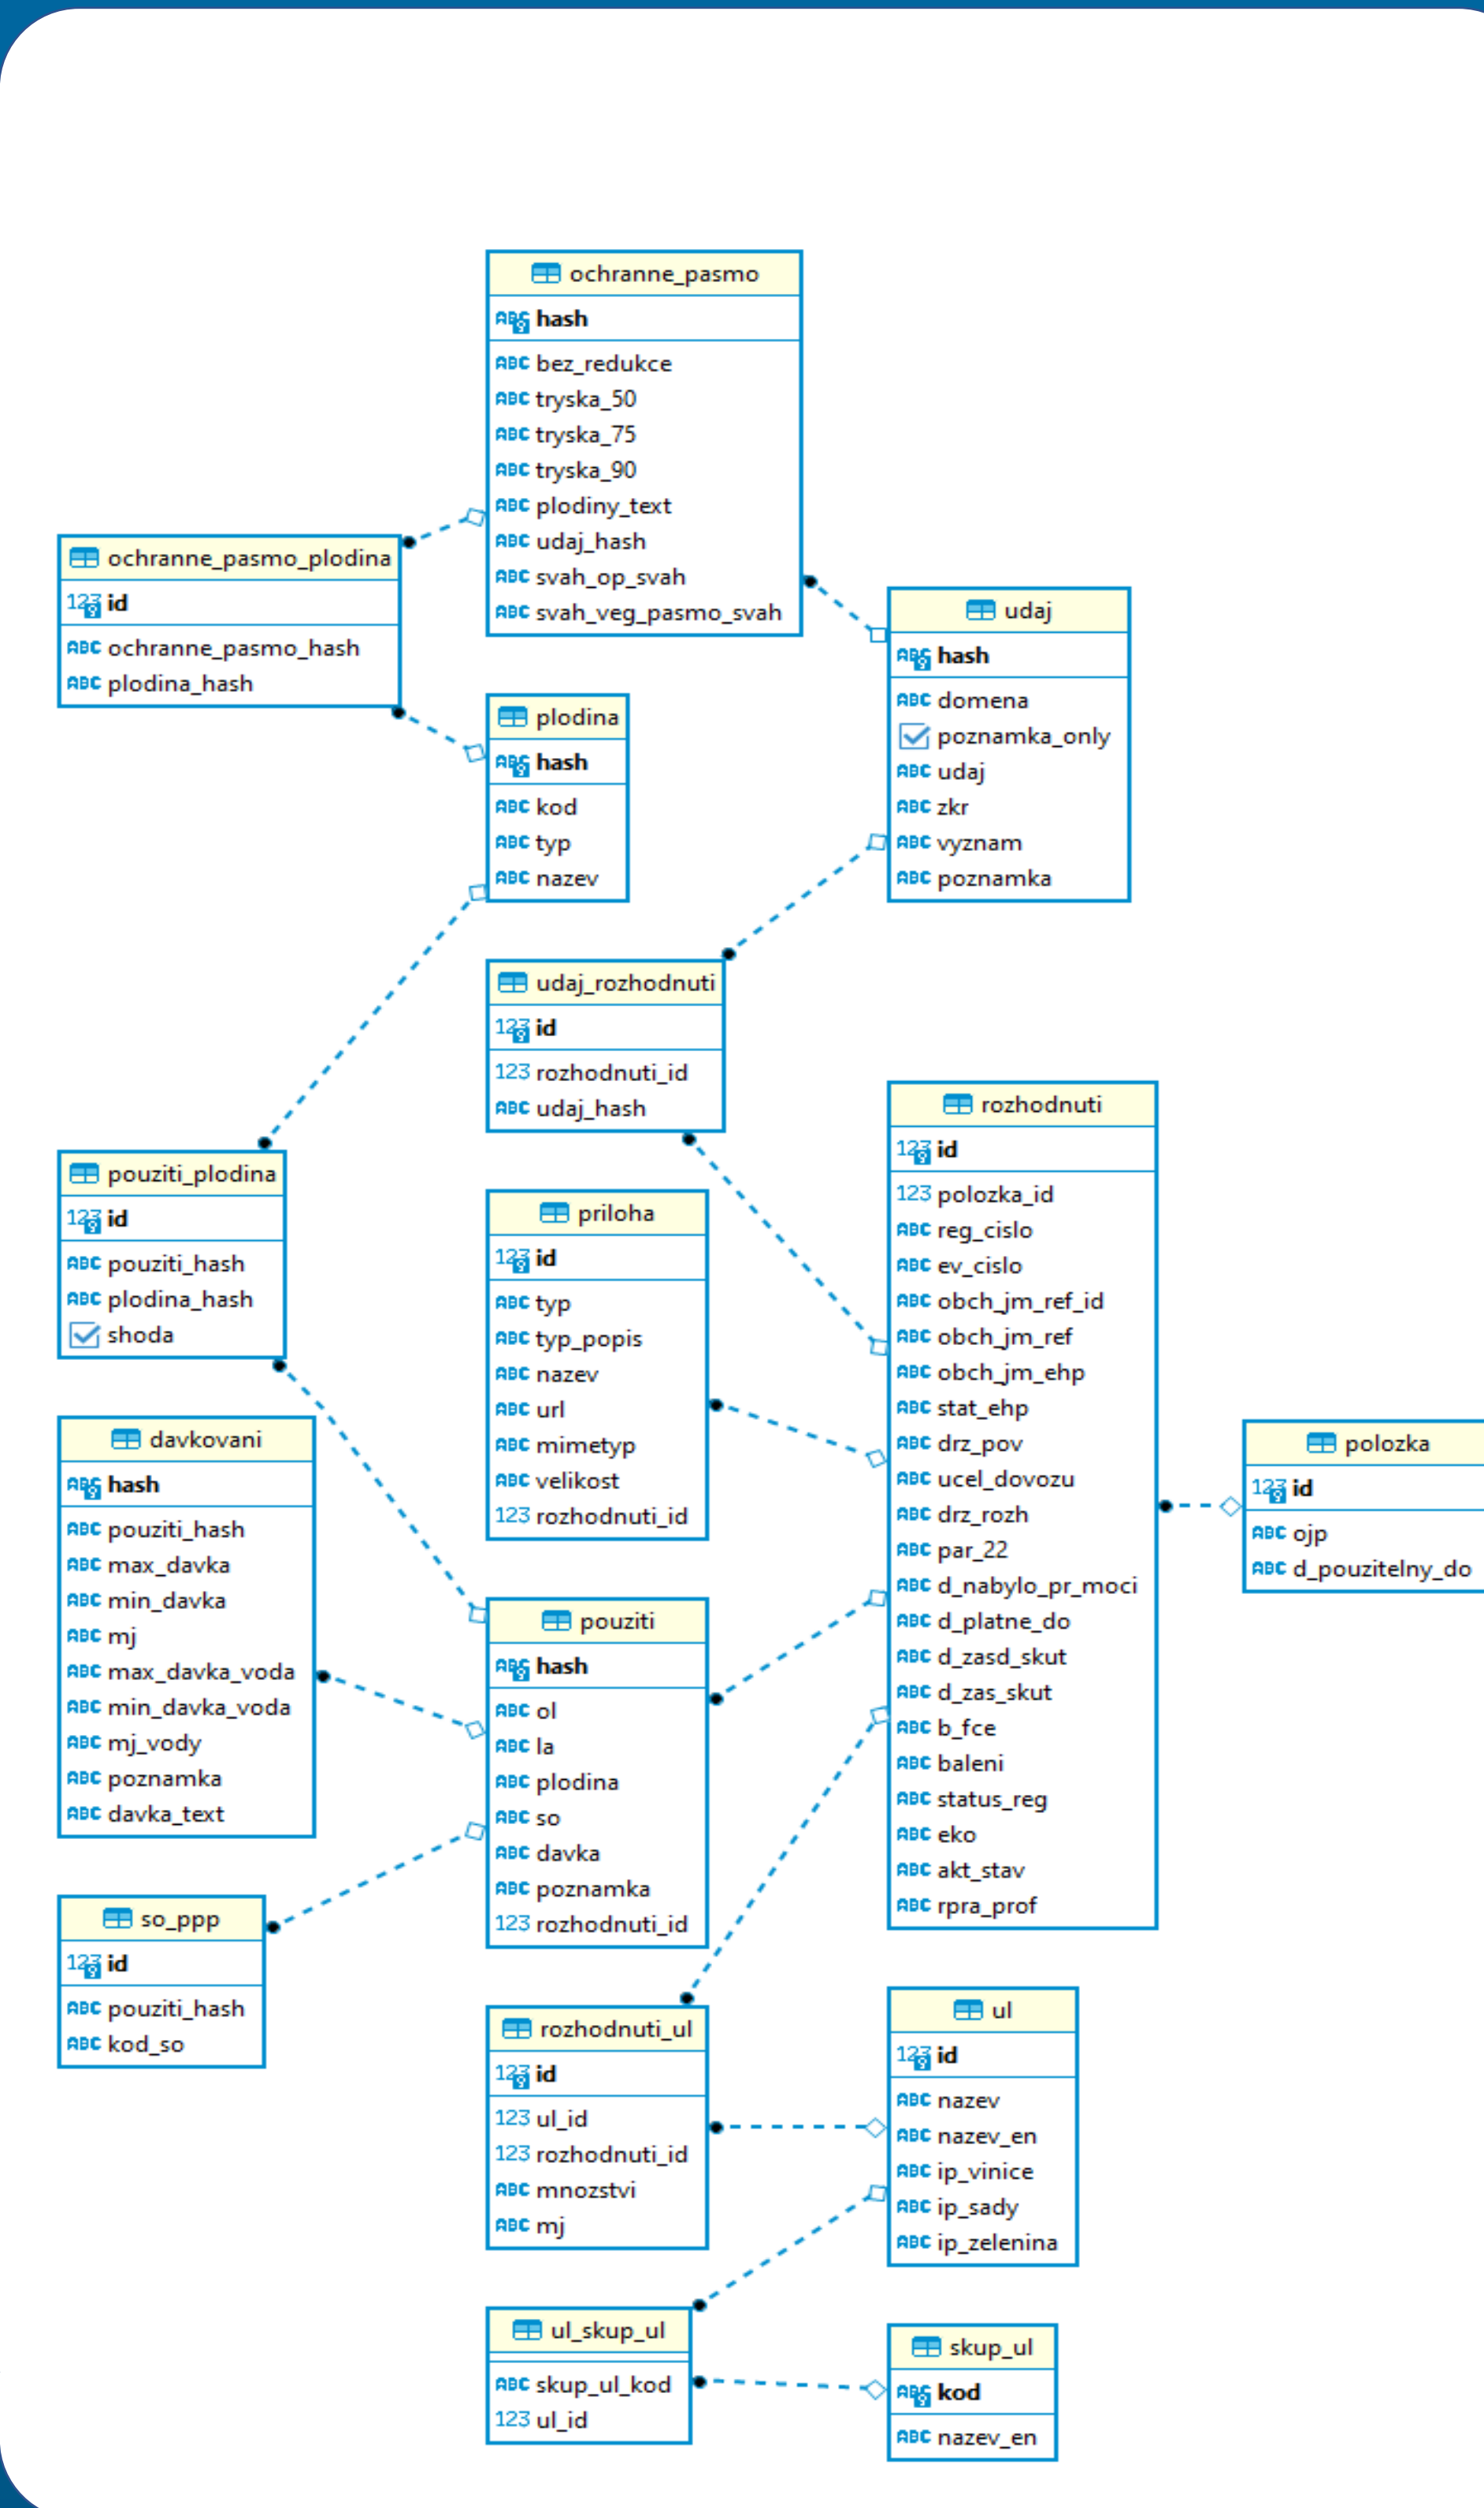 ochranne_pasmo
hash
bez_redukce
tryska_50
tryska_75
tryska_90
plodiny_text
udaj_hash
svah_op_svah
svah_veg_pasmo_svah
ochranne_pasmo_plodina
id
ochranne_pasmo_hash
plodina_hash
udaj
hash
domena
poznamka_only
udaj
zkr
vyznam
poznamka
plodina
hash
kod
typ
nazev
udaj_rozhodnuti
id
rozhodnuti_id
udaj_hash
rozhodnuti
id
polozka_id
reg_cislo
ev_cislo
obch_jm_ref_id
obch_jm_ref
obch_jm_ehp
stat_ehp
drz_pov
ucel_dovozu
drz_rozh
par_22
d_nabylo_pr_moci
d_platne_do
d_zasd_skut
d_zas_skut
b_fce
baleni
status_reg
eko
akt_stav
rpra_prof
pouziti_plodina
id
pouziti_hash
plodina_hash
shoda
priloha
id
typ
typ_popis
nazev
url
mimetyp
velikost
rozhodnuti_id
davkovani
hash
pouziti_hash
max_davka
min_davka
mj
max_davka_voda
min_davka_voda
mj_vody
poznamka
davka_text
polozka
id
ojp
d_pouzitelny_do
pouziti
hash
ol
la
plodina
so
davka
poznamka
rozhodnuti_id
so_ppp
id
pouziti_hash
kod_so
rozhodnuti_ul
id
ul_id
rozhodnuti_id
mnozstvi
mj
ul
id
nazev
nazev_en
ip_vinice
ip_sady
ip_zelenina
ul_skup_ul
skup_ul_kod
ul_id
skup_ul
kod
nazev_en